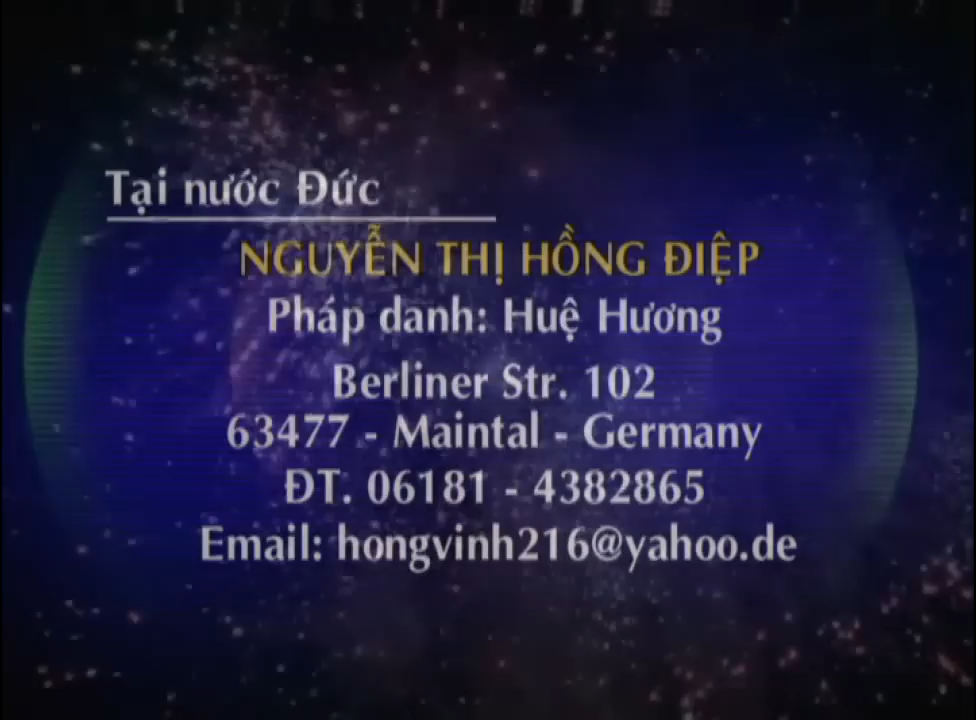 Tại nước Đức
NGUYỄN THỊ HỒNG ĐIỆP
Pháp danh: Huệ Hương
Berliner Str. 102
63477 - Maintal - Germany
ĐT. 06181 - 4382865
Email: hongvinh216@yahoo.de